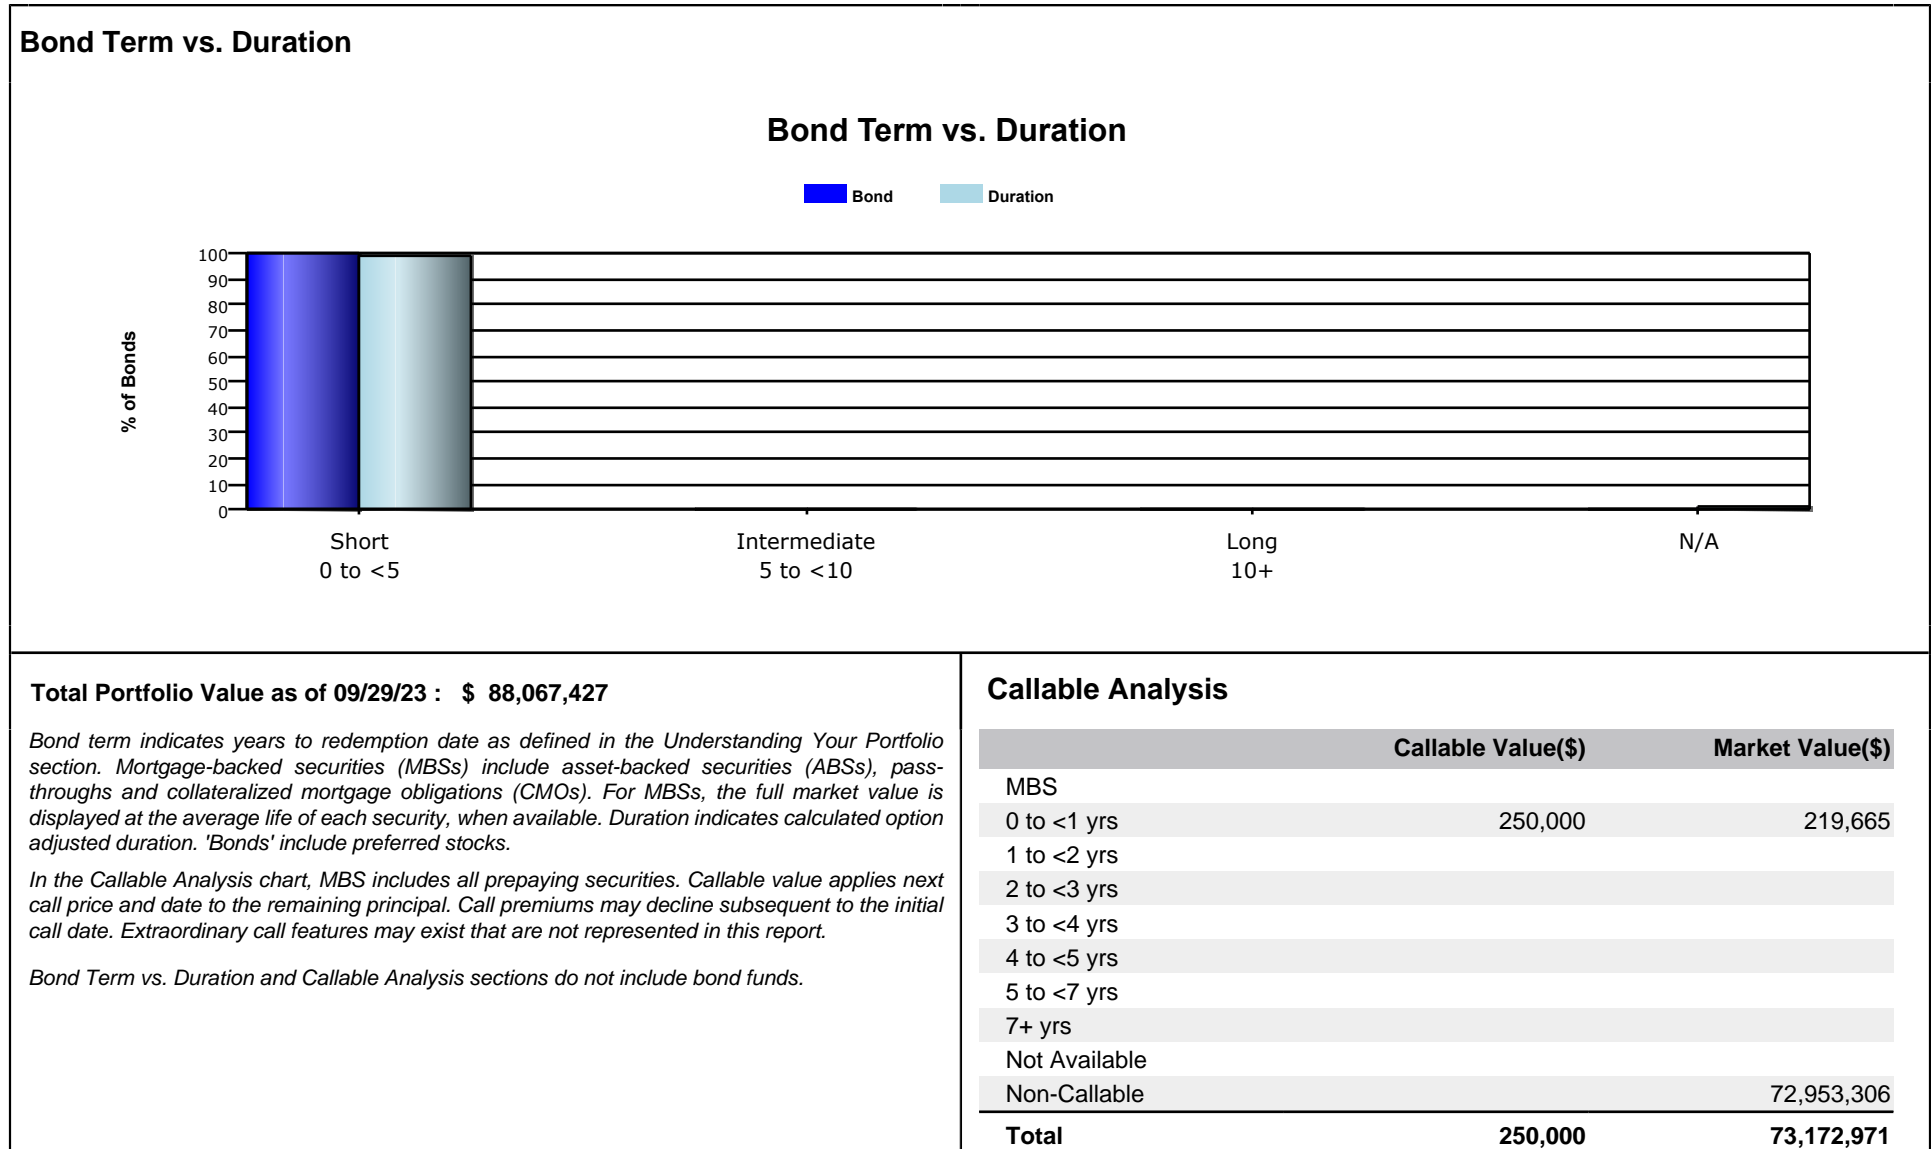 Bond Term vs. Duration
Bond Term vs. Duration
Bond Duration
% of Bonds
100
90
80
70
60
50
40
30
20
10
0
Short Intermediate Long N/A
0 to <5 5 to <10 10+
Total Portfolio Value as of 09/29/23 : $ 88,067,427
Bond term indicates years to redemption date as defined in the Understanding Your Portfolio
section. Mortgage-backed securities (MBSs) include asset-backed securities (ABSs), pass-
throughs and collateralized mortgage obligations (CMOs). For MBSs, the full market value is
displayed at the average life of each security, when available. Duration indicates calculated option
adjusted duration. 'Bonds' include preferred stocks.
In the Callable Analysis chart, MBS includes all prepaying securities. Callable value applies next
call price and date to the remaining principal. Call premiums may decline subsequent to the initial
call date. Extraordinary call features may exist that are not represented in this report.
Bond Term vs. Duration and Callable Analysis sections do not include bond funds.
Callable Analysis
Callable Value($) Market Value($)
MBS
0 to <1 yrs 250,000 219,665
1 to <2 yrs
2 to <3 yrs
3 to <4 yrs
4 to <5 yrs
5 to <7 yrs
7+ yrs
Not Available
Non-Callable 72,953,306
Total 250,000 73,172,971